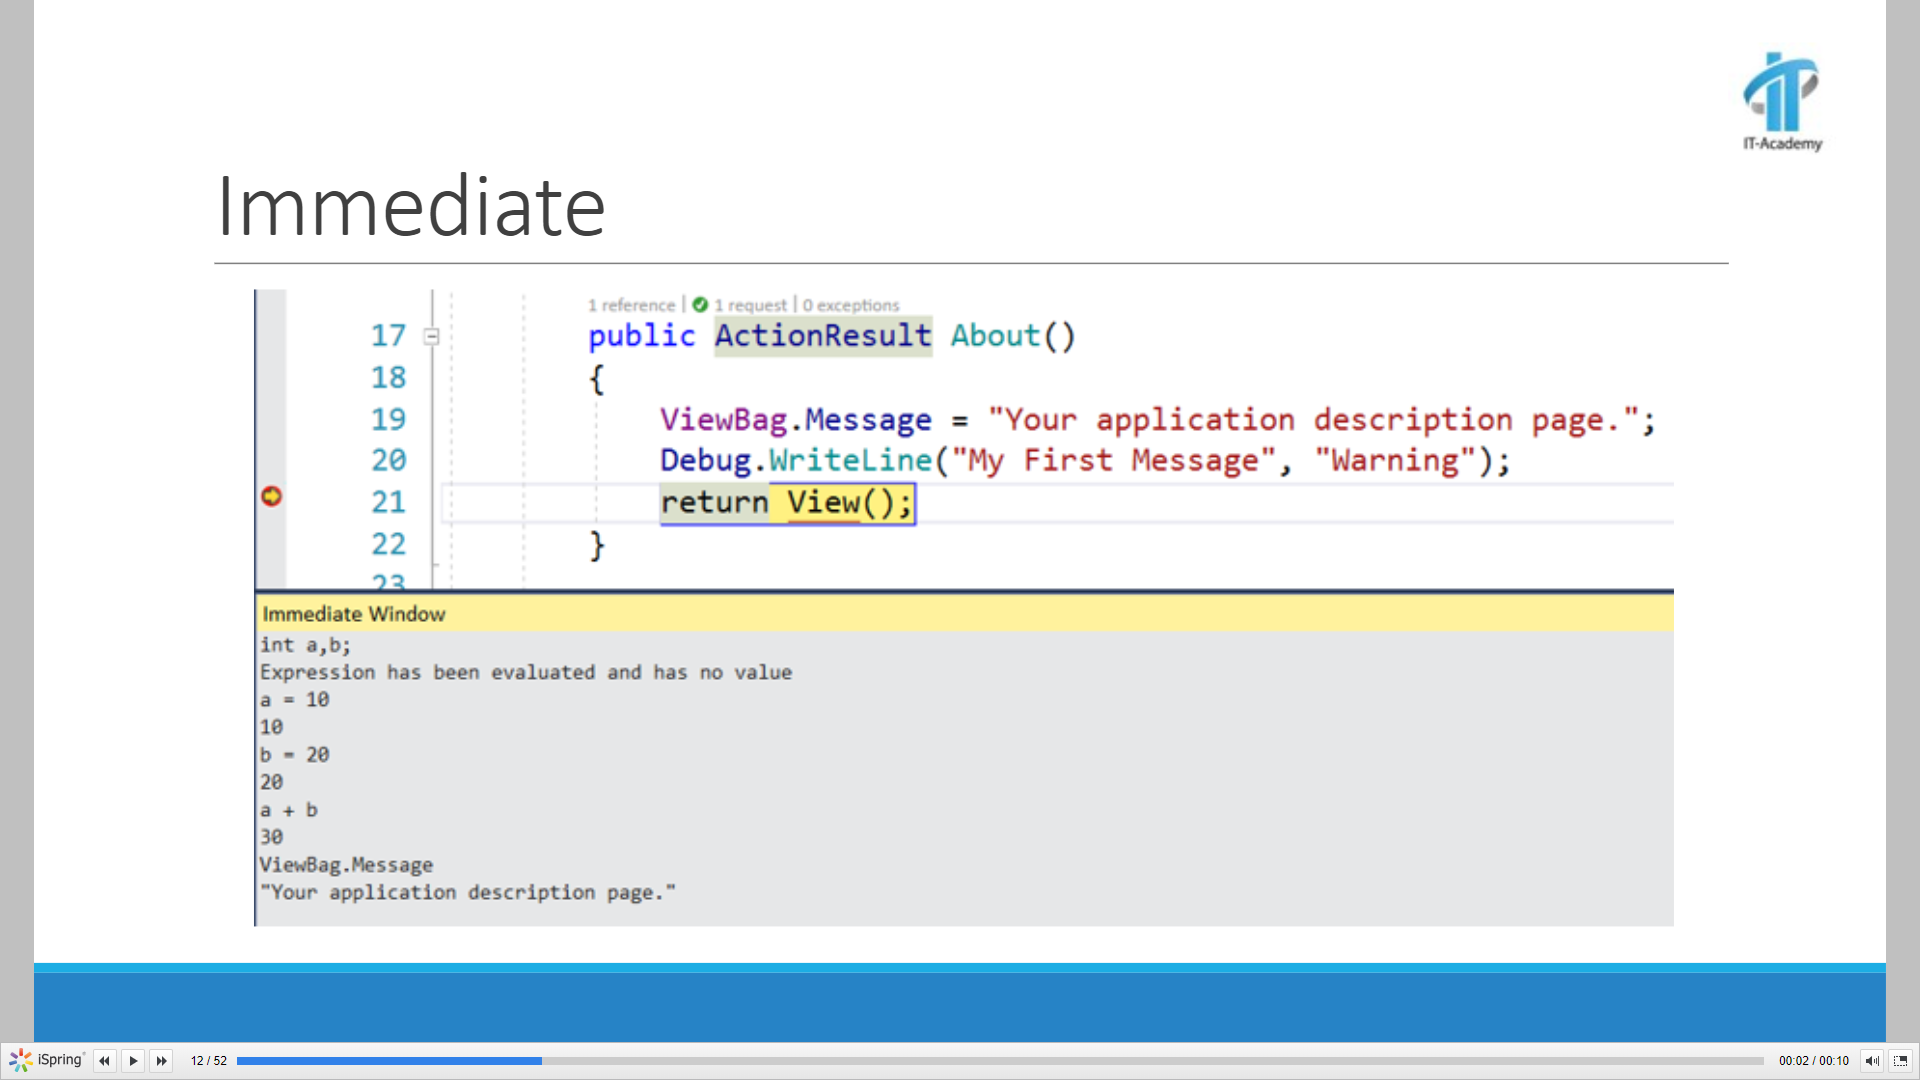 IT-Academy
Immediate
1 reference | 1 request | 0 exceptions
17 public ActionResult About()
18 {
19 ViewBag.Message = "Your application description page.";
20 Debug.WriteLine("My First Message", "Warning");
21 return View();
22 }
23
Immediate Window
int a,b;
Expression has been evaluated and has no value
a = 10
10
b = 20
20
a + b
30
ViewBag.Message
"Your application description page."
iSpring 12 / 52 00:02 / 00:10